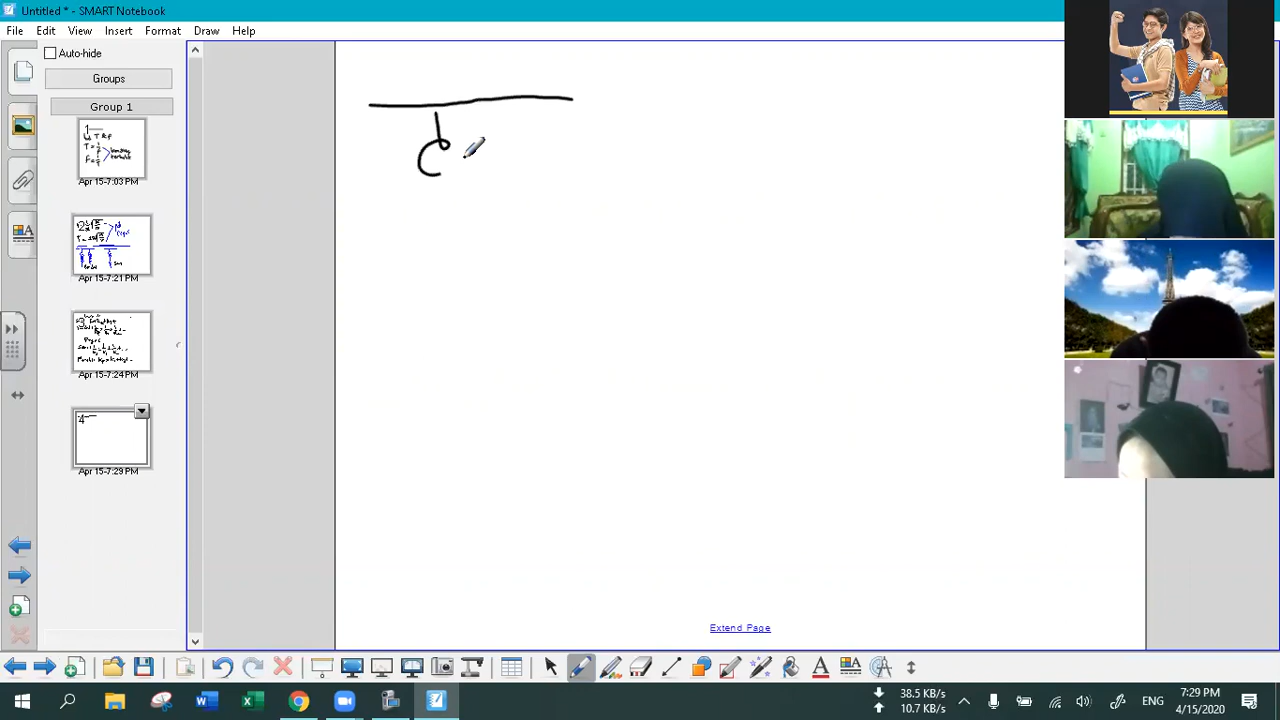 Untitled * - SMART Notebook
File Edit View Insert Format Draw Help
Auto-hide
Groups
Group 1
Apr 15-7:03 PM
Apr 15-7:21 PM
Apr 15-7:24 PM
Apr 15-7:29 PM
Extend Page
38.5 KB/s
10.7 KB/s
ENG
7:29 PM
4/15/2020